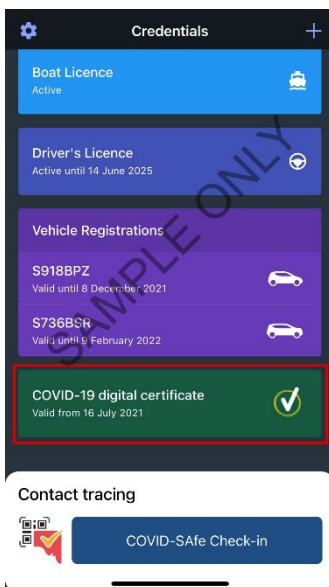 Credentials
Boat Licence
Active
Driver's Licence
Active until 14 June 2025
Vehicle Registrations
S918BPZ
Valid until 8 December 2021
S736BSR
Valid until 9 February 2022
COVID-19 digital certificate
Valid from 16 July 2021
SAMPLE ONLY
Contact tracing
COVID-SAfe Check-in